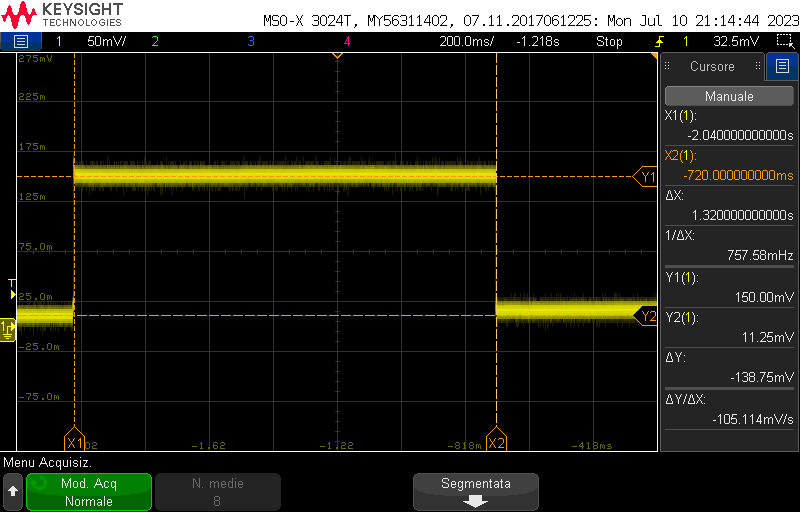 KEYSIGHT
TECHNOLOGIES
MSO-X 3024T, MY56311402, 07.11.2017061225: Mon Jul 10 21:14:44 2023
1 50mV/ 2 3 4 200.0ms/ -1.218s Stop 1 32.5mV
275mV
225m
175m
125m
75.0m
25.0m
-25.0m
-75.0m
T
1
Y1
Y2
X1 02 -1.62 -1.22 -818m X2 -418ms
Cursore
Manuale
X1(1):
-2.040000000000s
X2(1):
-720.000000000ms
ΔX:
1.320000000000s
1/ΔX:
757.58mHz
Y1(1):
150.00mV
Y2(1):
11.25mV
ΔY:
-138.75mV
ΔY/ΔX:
-105.114mV/s
Menu Acquisiz.
Mod. Acq
Normale
N. medie
8
Segmentata